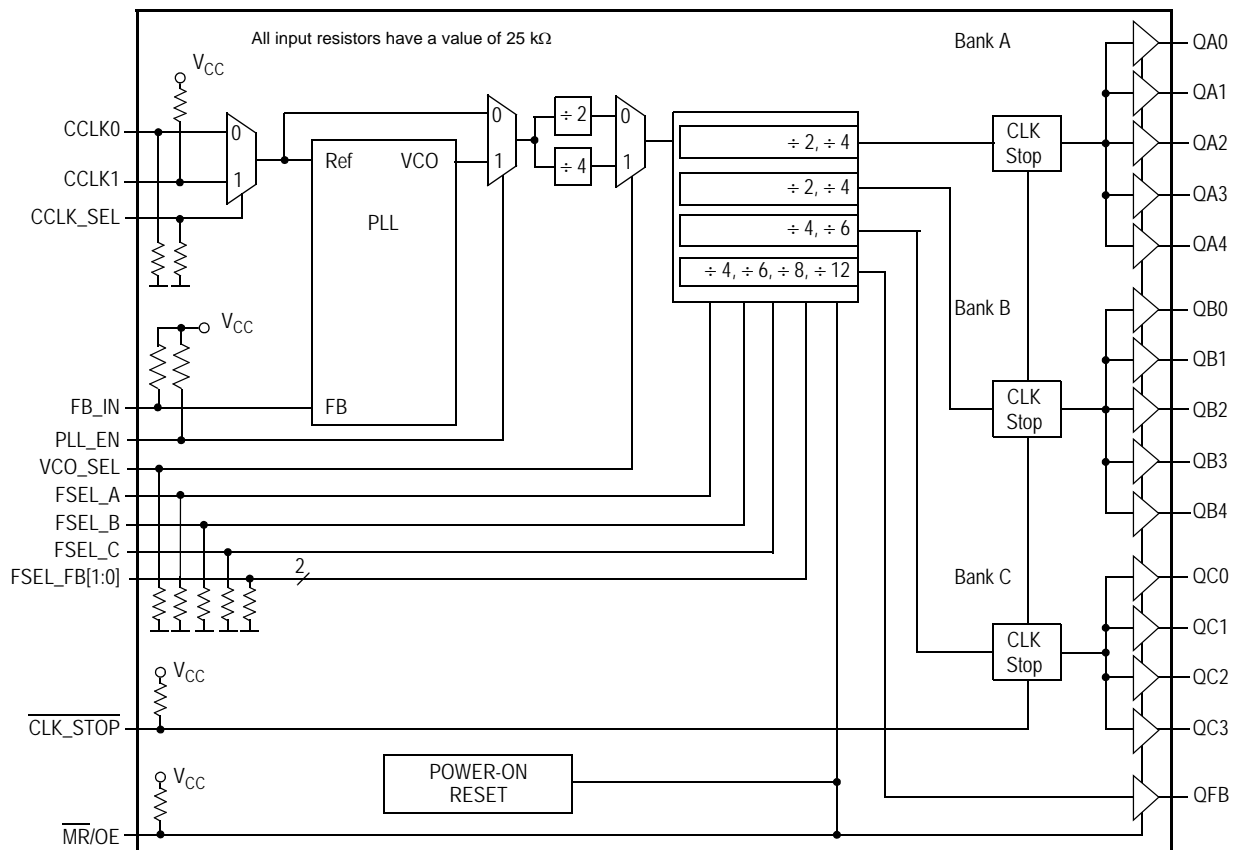 All input resistors have a value of 25 kΩ
Bank A
QA0
QA1
QA2
QA3
QA4
VCC
CCLK0
CCLK1
CCLK_SEL
0
1
Ref
VCO
PLL
FB
0
1
÷ 2
÷ 4
0
1
÷ 2, ÷ 4
÷ 2, ÷ 4
÷ 4, ÷ 6
÷ 4, ÷ 6, ÷ 8, ÷ 12
CLK
Stop
VCC
FB_IN
PLL_EN
VCO_SEL
FSEL_A
FSEL_B
FSEL_C
FSEL_FB[1:0]
2
Bank B
CLK
Stop
QB0
QB1
QB2
QB3
QB4
Bank C
CLK
Stop
QC0
QC1
QC2
QC3
VCC
CLK_STOP
VCC
MR/OE
POWER-ON
RESET
QFB